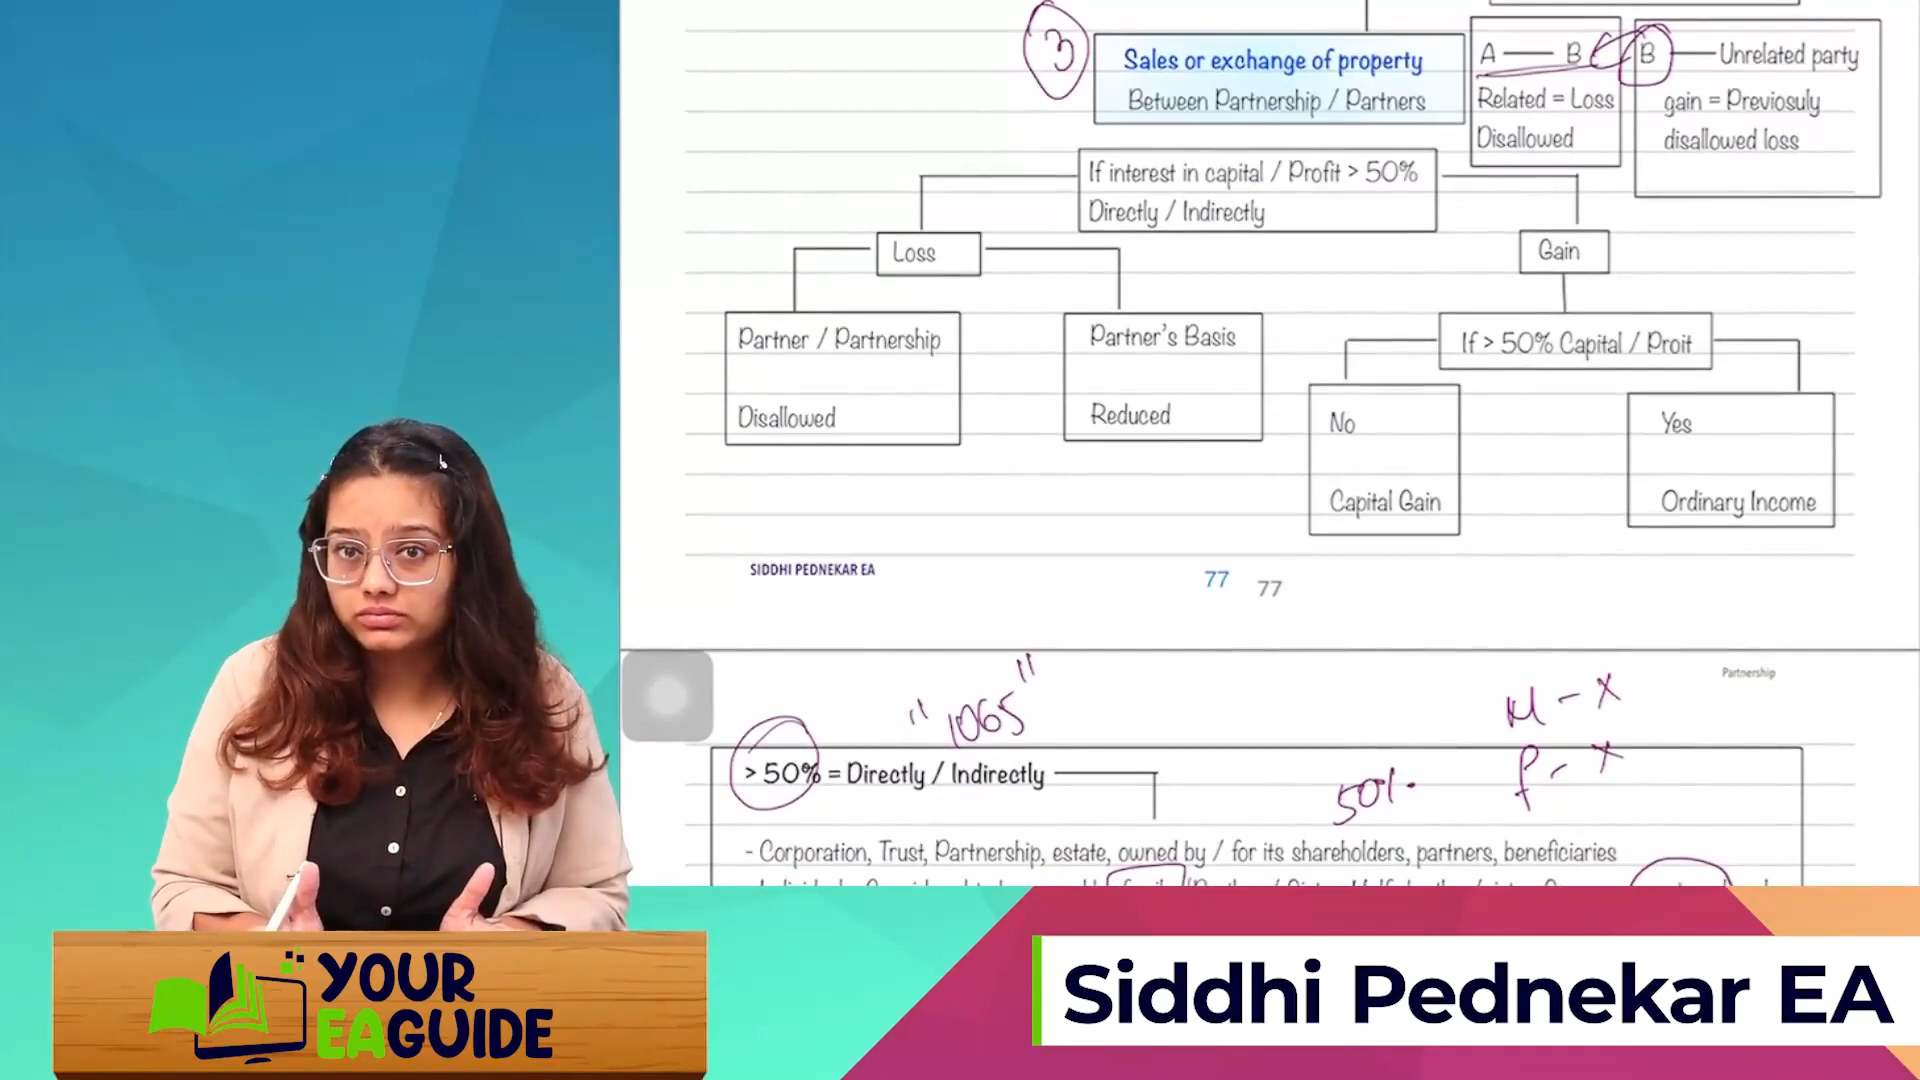 3
Sales or exchange of property
Between Partnership / Partners
A — B
Related = Loss
Disallowed
B — Unrelated party
gain = Previosuly
disallowed loss
If interest in capital / Profit > 50%
Directly / Indirectly
Loss
Gain
Partner / Partnership
Disallowed
Partner's Basis
Reduced
If > 50% Capital / Proit
No
Capital Gain
Yes
Ordinary Income
SIDDHI PEDNEKAR EA
77
77
Partnership
"1065"
M - X
P - X
> 50% = Directly / Indirectly
50%
- Corporation, Trust, Partnership, estate, owned by / for its shareholders, partners, beneficiaries
YOUR
EAGUIDE
Siddhi Pednekar EA